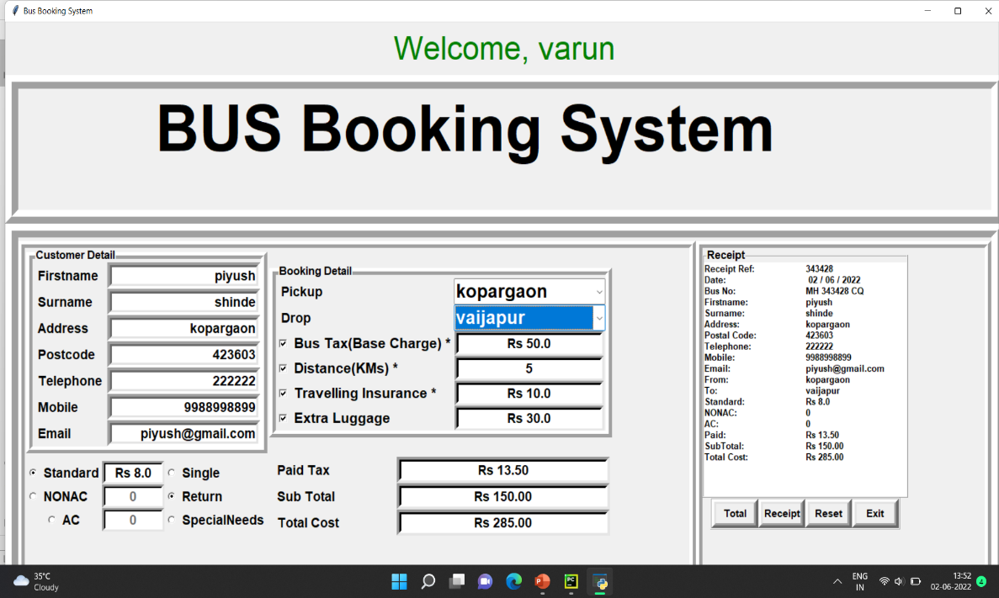 Bus Booking System
Welcome, varun
BUS Booking System
Customer Detail
Firstname piyush
Surname shinde
Address kopargaon
Postcode 423603
Telephone 222222
Mobile 9988998899
Email piyush@gmail.com
Booking Detail
Pickup kopargaon
Drop vaijapur
Bus Tax(Base Charge) * Rs 50.0
Distance(KMs) * 5
Travelling Insurance * Rs 10.0
Extra Luggage Rs 30.0
Standard Rs 8.0 Single
NONAC 0 Return
AC 0 SpecialNeeds
Paid Tax Rs 13.50
Sub Total Rs 150.00
Total Cost Rs 285.00
Receipt
Receipt Ref: 343428
Date: 02 / 06 / 2022
Bus No: MH 343428 CQ
Firstname: piyush
Surname: shinde
Address: kopargaon
Postal Code: 423603
Telephone: 222222
Mobile: 9988998899
Email: piyush@gmail.com
From: kopargaon
To: vaijapur
Standard: Rs 8.0
NONAC: 0
AC: 0
Paid: Rs 13.50
SubTotal: Rs 150.00
Total Cost: Rs 285.00
Total Receipt Reset Exit
35°C
Cloudy
P
PC
ENG
IN
13:52
02-06-2022
4